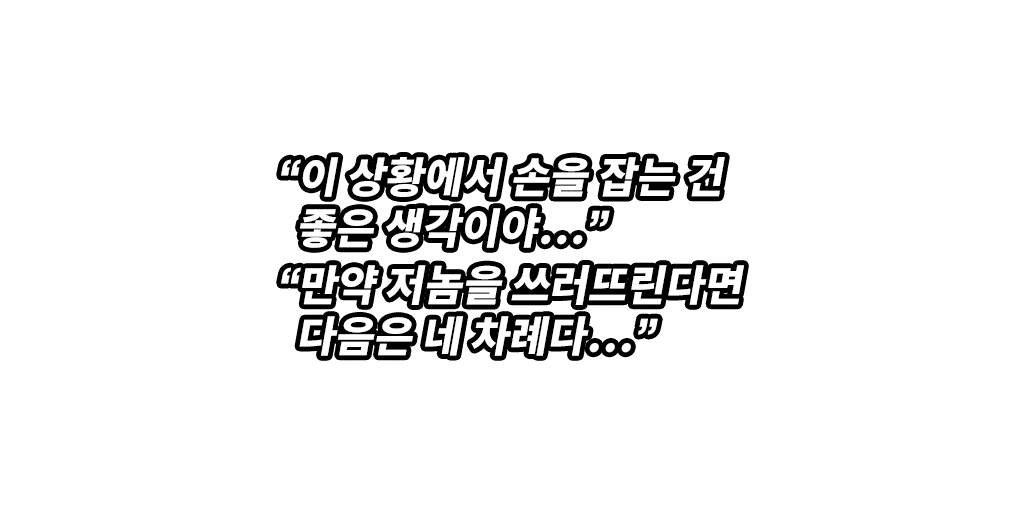 “이 상황에서 손을 잡는 건
좋은 생각이야...”
“만약 저놈을 쓰러뜨린다면
다음은 네 차례다...”